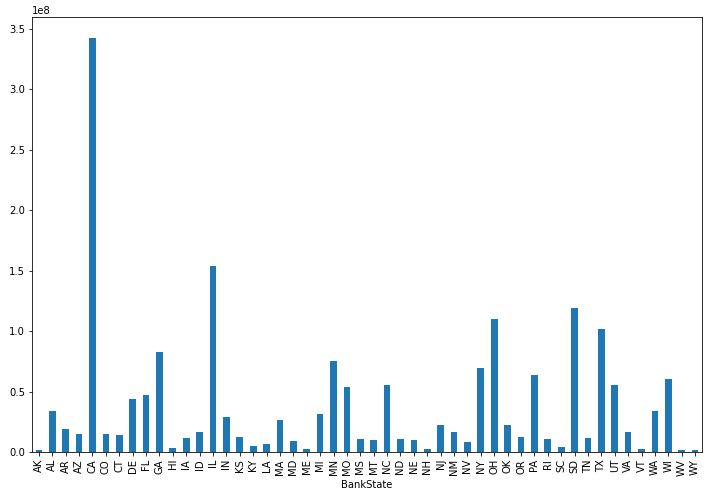 1e8
3.5
3.0
2.5
2.0
1.5
1.0
0.5
0.0
AK AL AR AZ CA CO CT DE FL GA HI IA ID IL IN KS KY LA MA MD ME MI MN MO MS MT NC ND NE NH NJ NM NV NY OH OK OR PA RI SC SD TN TX UT VA VT WA WI WV WY
BankState